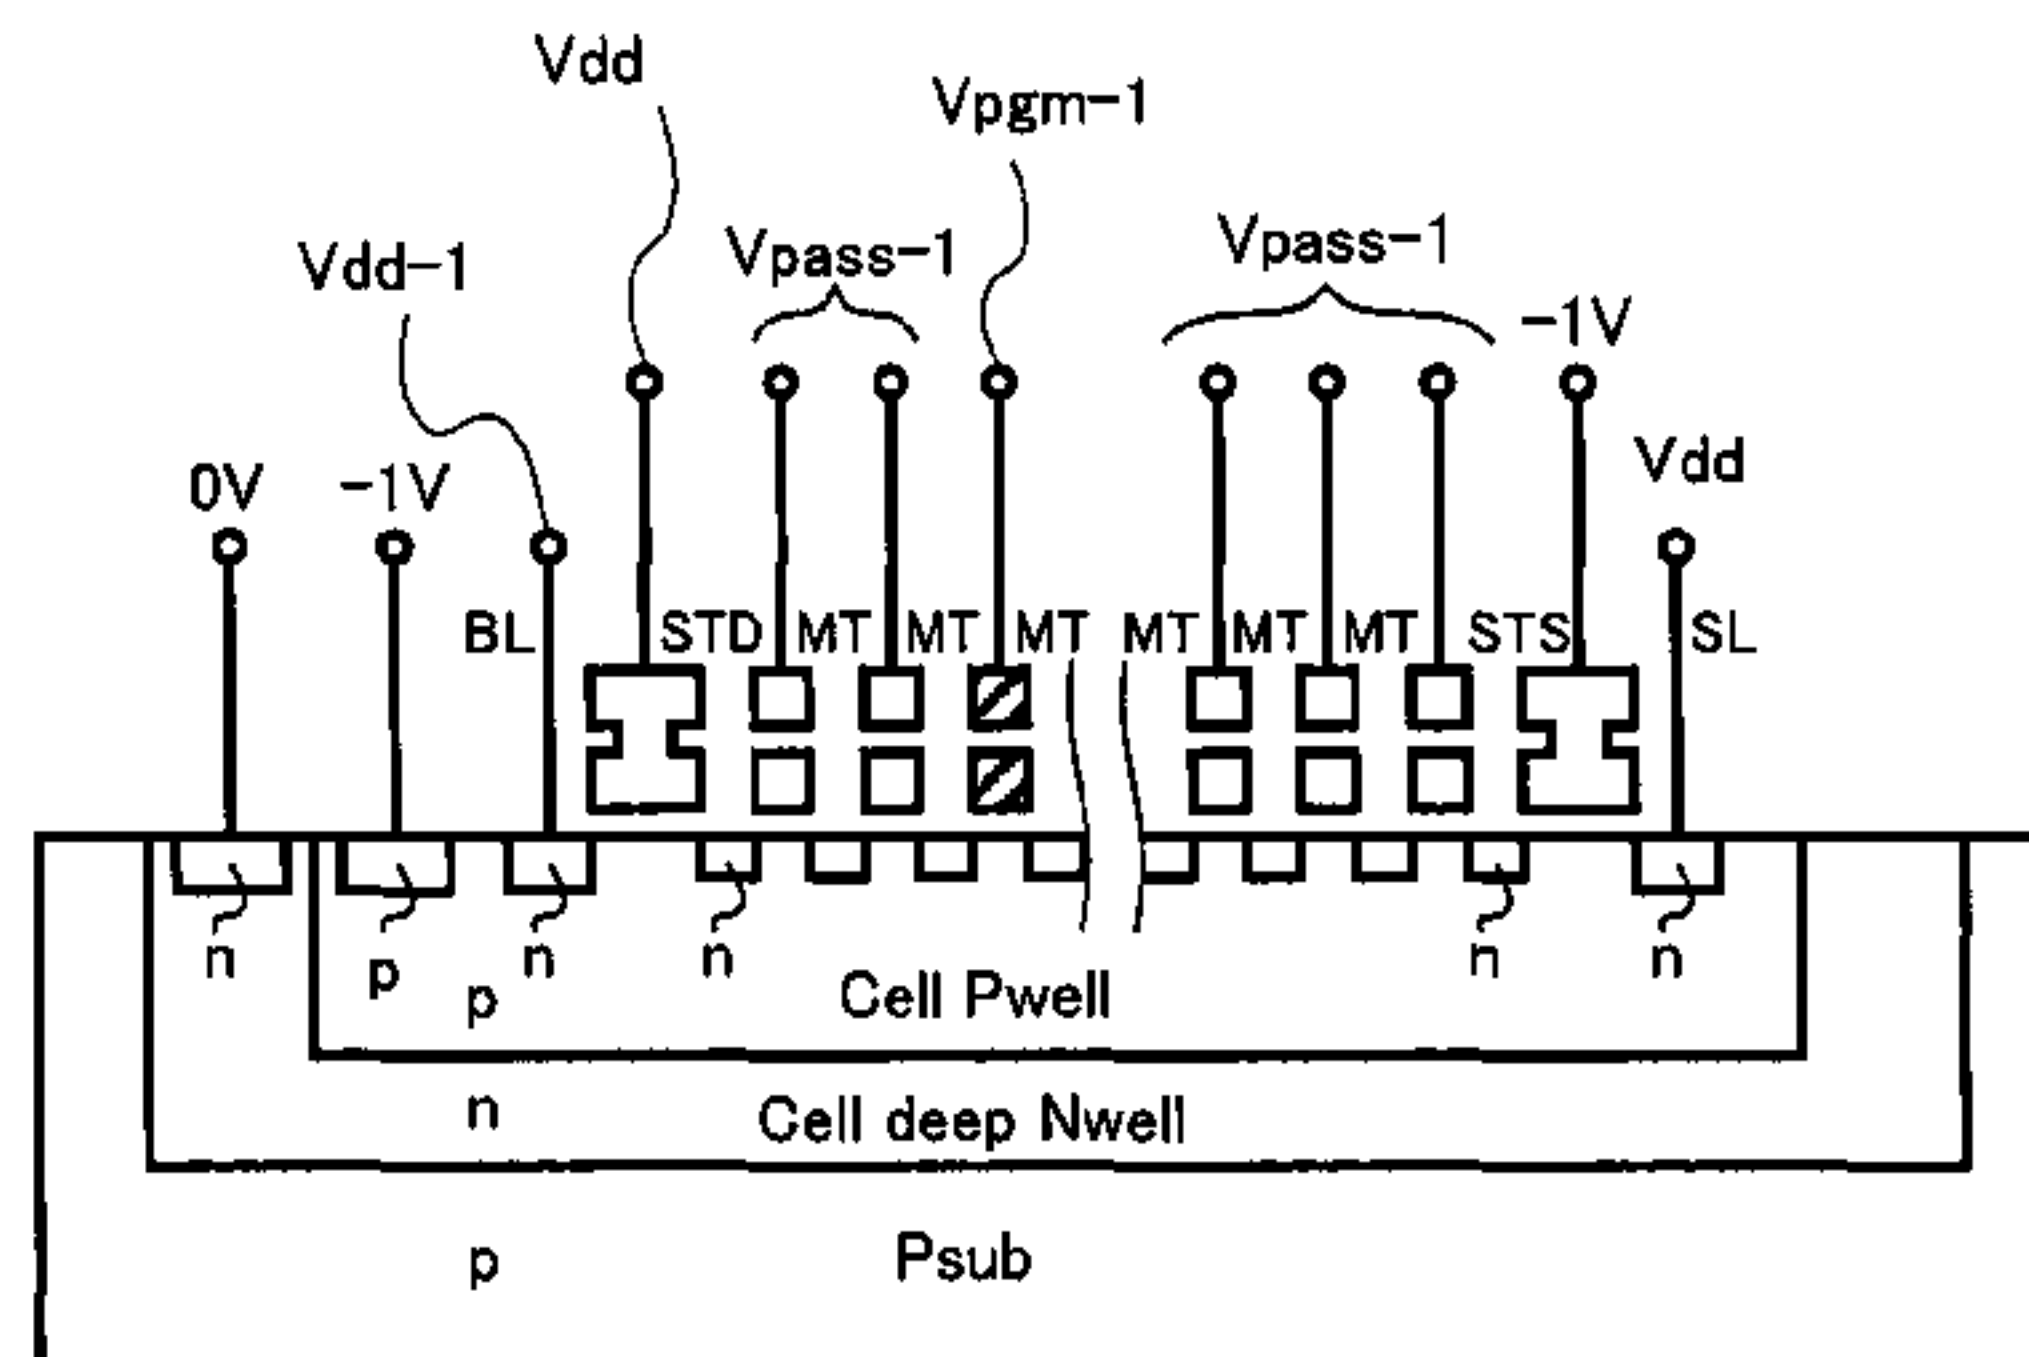 Vdd
Vpgm-1
Vdd-1
Vpass-1
Vpass-1
-1V
0V
-1V
Vdd
BL
STD
MT
MT
MT
MT
MT
MT
STS
SL
n
p
n
n
n
n
p
Cell Pwell
n
Cell deep Nwell
p
Psub